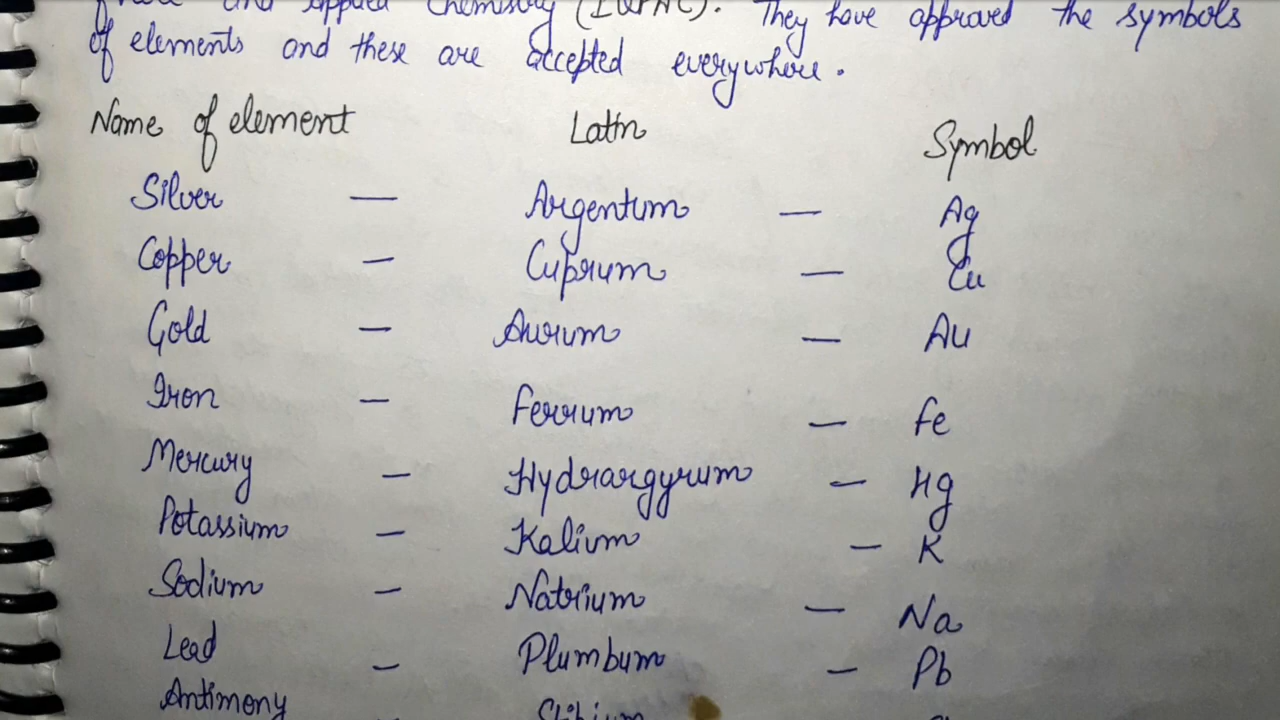 and Applied Chemistry (IUPAC). They have approved the symbols
of elements and these are accepted everywhere.
Name of element Latin Symbol
Silver — Argentum — Ag
Copper — Cuprum — Cu
Gold — Aurum — Au
Iron — Ferrum — Fe
Mercury — Hydrargyrum — Hg
Potassium — Kalium — K
Sodium — Natrium — Na
Lead — Plumbum — Pb
Antimony Stibium